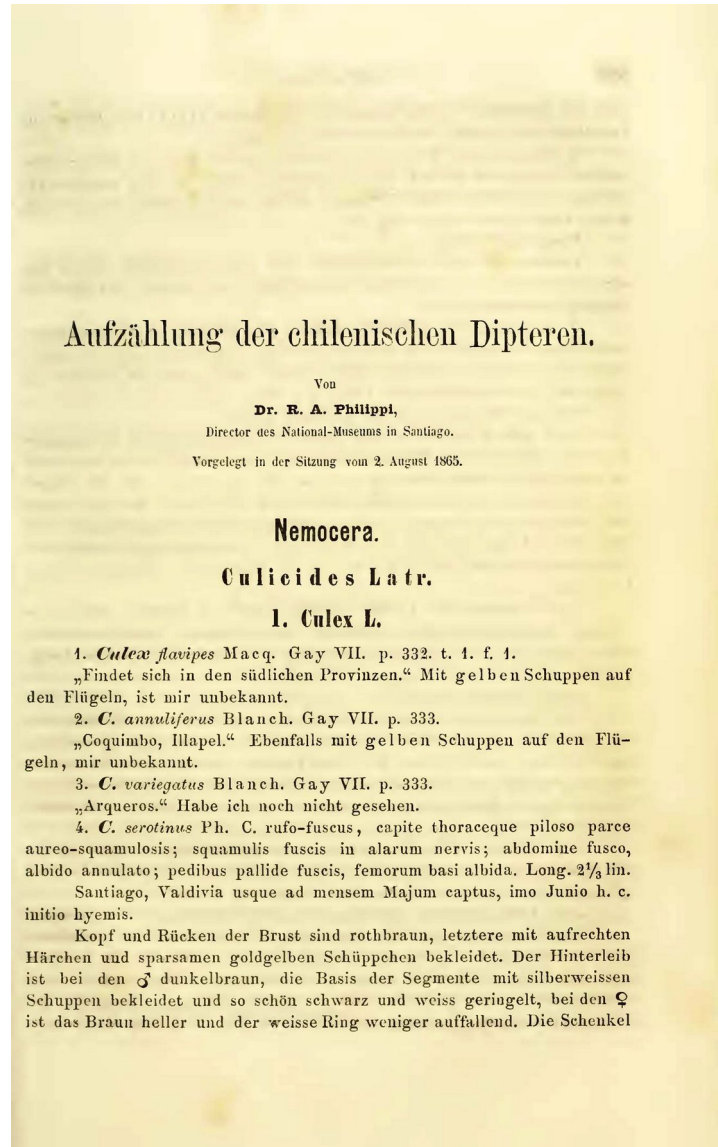 Aufzählung der chilenischen Dipteren.
Von
Dr. R. A. Philippi,
Director des National-Museums in Santiago.
Vorgelegt in der Sitzung vom 2. August 1865.
Nemocera.
Culicides Latr.
1. Culex L.
1. Culex flavipes Macq. Gay VII. p. 332. t. 1. f. 1.
„Findet sich in den südlichen Provinzen.“ Mit gelben Schuppen auf
den Flügeln, ist mir unbekannt.
2. C. annuliferus Blanch. Gay VII. p. 333.
„Coquimbo, Illapel.“ Ebenfalls mit gelben Schuppen auf den Flü-
geln, mir unbekannt.
3. C. variegatus Blanch. Gay VII. p. 333.
„Arqueros.“ Habe ich noch nicht gesehen.
4. C. serotinus Ph. C. rufo-fuscus, capite thoraceque piloso parce
aureo-squamulosis; squamulis fuscis in alarum nervis; abdomine fusco,
albido annulato; pedibus pallide fuscis, femorum basi albida. Long. 2⅓ lin.
Santiago, Valdivia usque ad mensem Majum captus, imo Junio h. c.
initio hyemis.
Kopf und Rücken der Brust sind rothbraun, letztere mit aufrechten
Härchen und sparsamen goldgelben Schüppchen bekleidet. Der Hinterleib
ist bei den ♂ dunkelbraun, die Basis der Segmente mit silberweissen
Schuppen bekleidet und so schön schwarz und weiss geringelt, bei den ♀
ist das Braun heller und der weisse Ring weniger auffallend. Die Schenkel